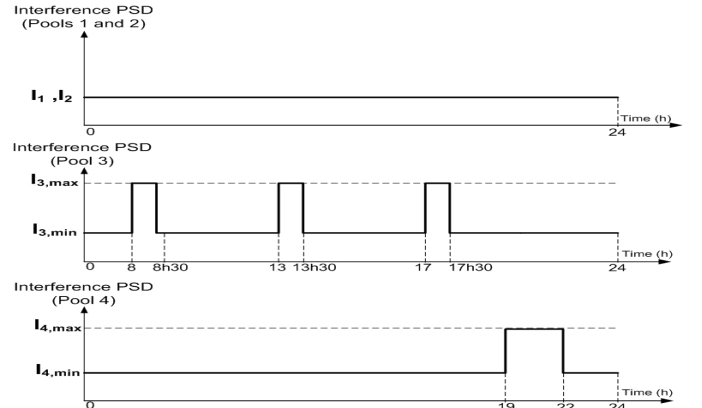 Interference PSD
(Pools 1 and 2)
I1 ,I2
Time (h)
0 24
Interference PSD
(Pool 3)
I3,max
I3,min
Time (h)
0 8 8h30 13 13h30 17 17h30 24
Interference PSD
(Pool 4)
I4,max
I4,min
Time (h)
0 19 22 24